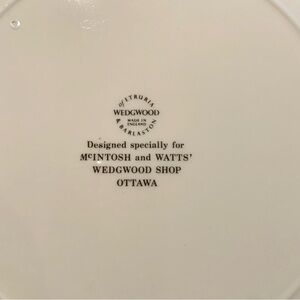 of ETRURIA
WEDGWOOD
MADE IN
ENGLAND
& BARLASTON
Designed specially for
McINTOSH and WATTS'
WEDGWOOD SHOP
OTTAWA